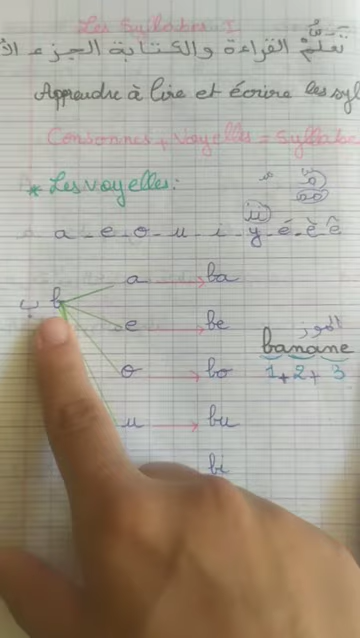 Les Syllabes I
تعلم القراءة والكتابة الجزء
Apprendre à lire et écrire les syl
Consonnes + Voyelles = Syllabe
* Les voyelles:
a - e - o - u - i - y - é - è - ê
ب b
a → ba
e → be
o → bo
u → bu
bi
الموز
banane
1 + 2 + 3